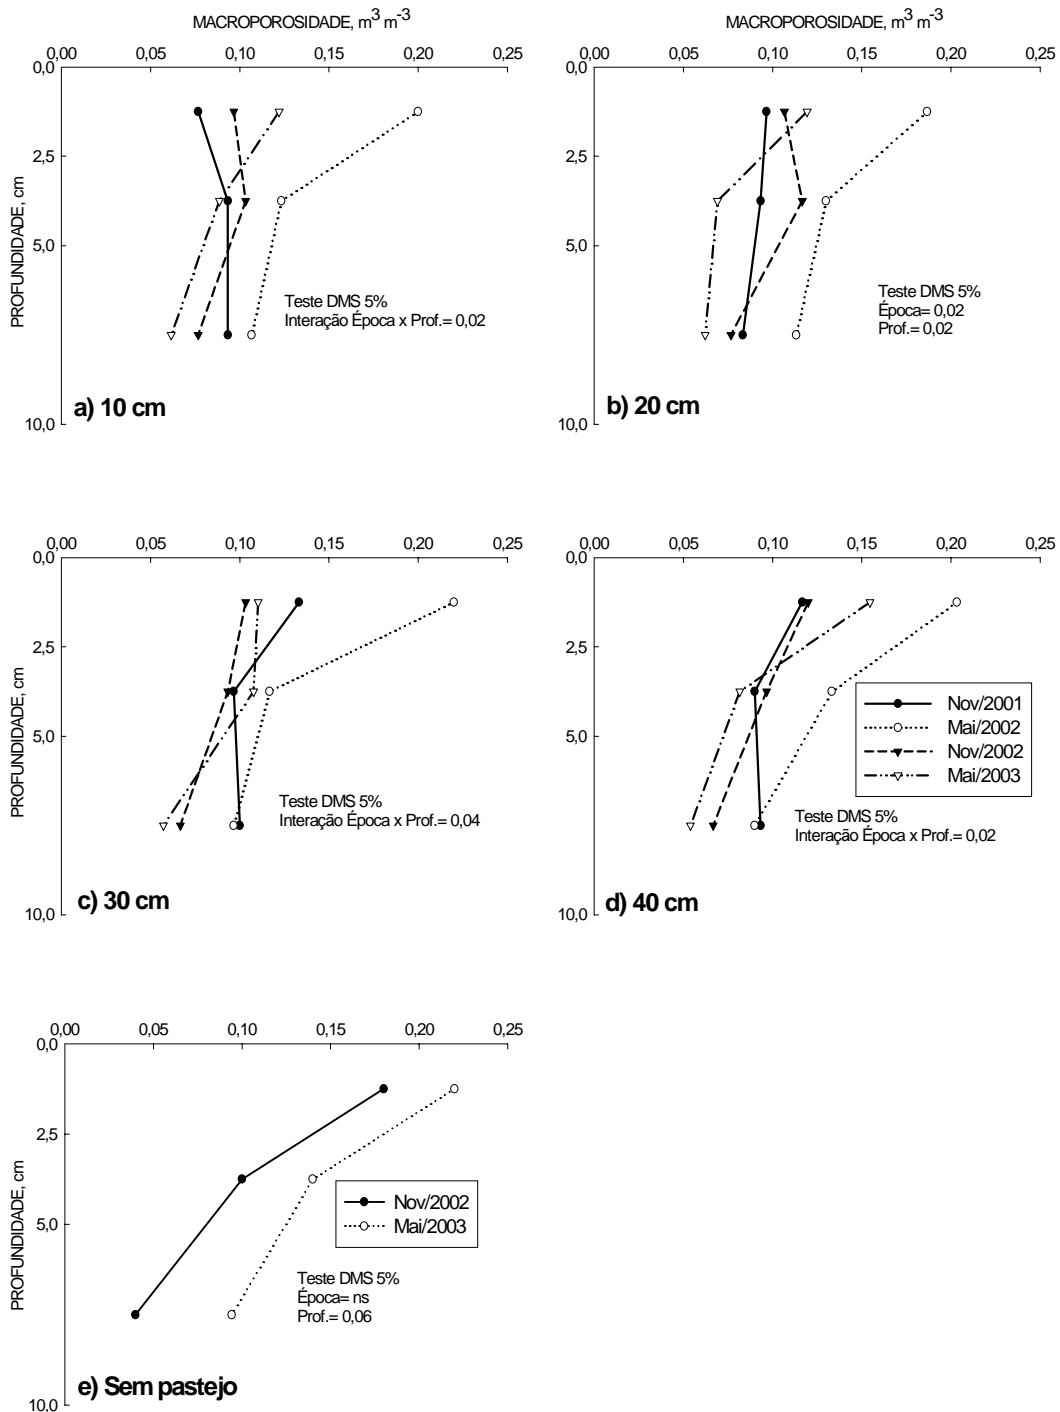 MACROPOROSIDADE, m³ m⁻³
0,00 0,05 0,10 0,15 0,20 0,25
0,0
2,5
5,0
10,0
PROFUNDIDADE, cm
Teste DMS 5%
Interação Época x Prof.= 0,02
a) 10 cm
MACROPOROSIDADE, m³ m⁻³
0,00 0,05 0,10 0,15 0,20 0,25
0,0
2,5
5,0
10,0
Teste DMS 5%
Época= 0,02
Prof.= 0,02
b) 20 cm
0,00 0,05 0,10 0,15 0,20 0,25
0,0
2,5
5,0
10,0
PROFUNDIDADE, cm
Teste DMS 5%
Interação Época x Prof.= 0,04
c) 30 cm
0,00 0,05 0,10 0,15 0,20 0,25
0,0
2,5
5,0
10,0
Nov/2001
Mai/2002
Nov/2002
Mai/2003
Teste DMS 5%
Interação Época x Prof.= 0,02
d) 40 cm
0,00 0,05 0,10 0,15 0,20 0,25
0,0
2,5
5,0
10,0
PROFUNDIDADE, cm
Nov/2002
Mai/2003
Teste DMS 5%
Época= ns
Prof.= 0,06
e) Sem pastejo